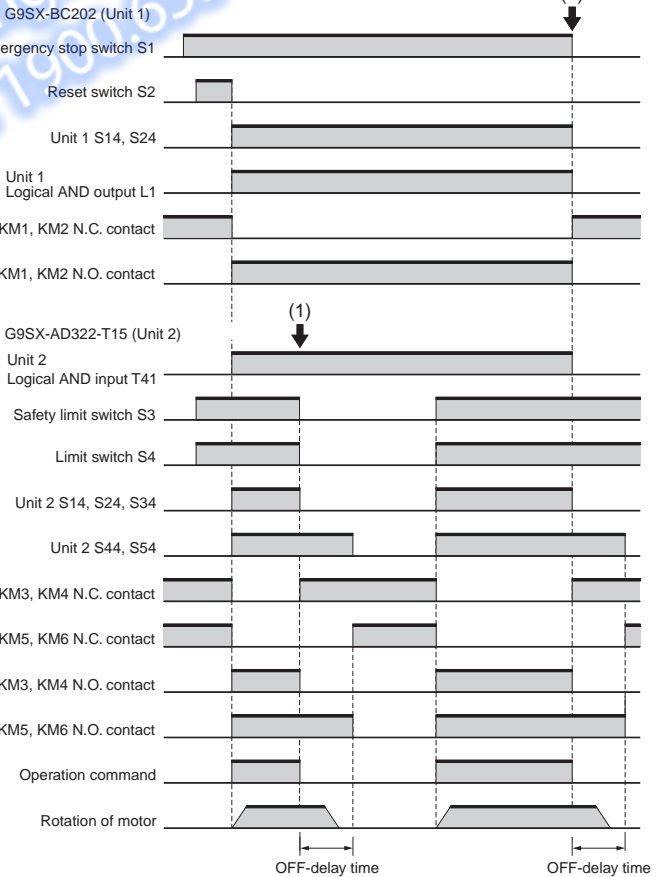 G9SX-BC202 (Unit 1)
ergency stop switch S1
Reset switch S2
Unit 1 S14, S24
Unit 1
Logical AND output L1
KM1, KM2 N.C. contact
KM1, KM2 N.O. contact
(1)
G9SX-AD322-T15 (Unit 2)
Unit 2
Logical AND input T41
Safety limit switch S3
Limit switch S4
Unit 2 S14, S24, S34
Unit 2 S44, S54
KM3, KM4 N.C. contact
KM5, KM6 N.C. contact
KM3, KM4 N.O. contact
KM5, KM6 N.O. contact
Operation command
Rotation of motor
OFF-delay time
OFF-delay time